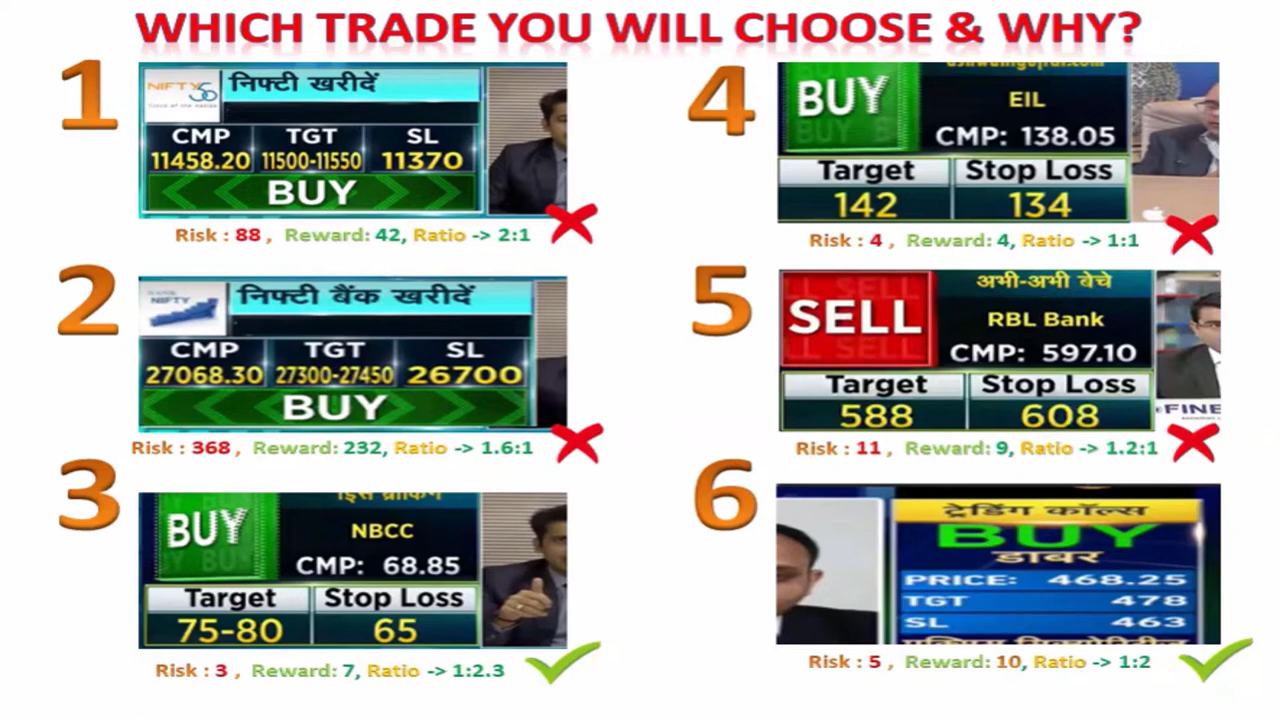 WHICH TRADE YOU WILL CHOOSE & WHY?
1
NIFTY 50
निफ्टी खरीदें
CMP TGT SL
11458.20 11500-11550 11370
BUY
Risk : 88 , Reward: 42, Ratio -> 2:1
2
NIFTY
निफ्टी बैंक खरीदें
CMP TGT SL
27068.30 27300-27450 26700
BUY
Risk : 368 , Reward: 232, Ratio -> 1.6:1
3
BUY
NBCC
CMP: 68.85
Target Stop Loss
75-80 65
Risk : 3 , Reward: 7, Ratio -> 1:2.3
4
BUY
EIL
CMP: 138.05
Target Stop Loss
142 134
Risk : 4 , Reward: 4, Ratio -> 1:1
5
SELL
अभी-अभी बेचे
RBL Bank
CMP: 597.10
Target Stop Loss
588 608
FINE
Risk : 11 , Reward: 9, Ratio -> 1.2:1
6
ट्रेडिंग कॉल्स
BUY
डाबर
PRICE: 468.25
TGT 478
SL 463
Risk : 5 , Reward: 10, Ratio -> 1:2